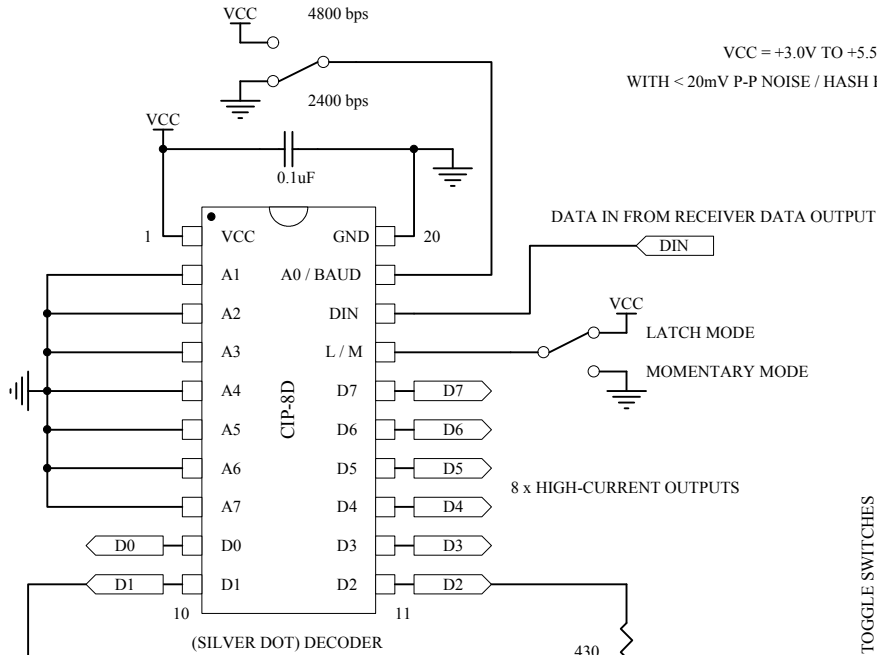 VCC 4800 bps
2400 bps
VCC = +3.0V TO +5.5
WITH < 20mV P-P NOISE / HASH
VCC
0.1uF
DATA IN FROM RECEIVER DATA OUTPUT
DIN
1 VCC GND 20
A1 A0 / BAUD
A2 DIN
A3 L / M
A4 D7 D7
A5 D6 D6
A6 D5 D5
A7 D4 D4
D0 D0 D3 D3
D1 D1 D2 D2
10 11
CIP-8D
VCC
LATCH MODE
MOMENTARY MODE
8 x HIGH-CURRENT OUTPUTS
(SILVER DOT) DECODER
430
TOGGLE SWITCHES